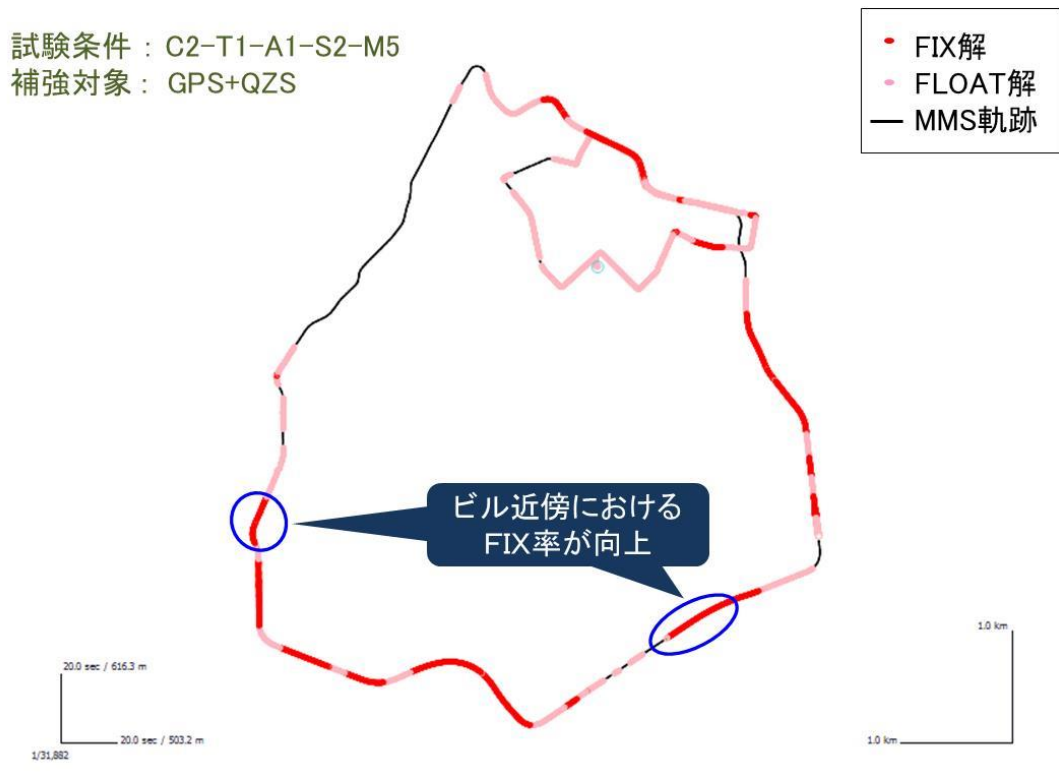 試験条件 : C2-T1-A1-S2-M5
補強対象 : GPS+QZS
FIX解
FLOAT解
MMS軌跡
ビル近傍における
FIX率が向上
20.0 sec / 616.3 m
20.0 sec / 503.2 m
1/31,882
1.0 km
1.0 km